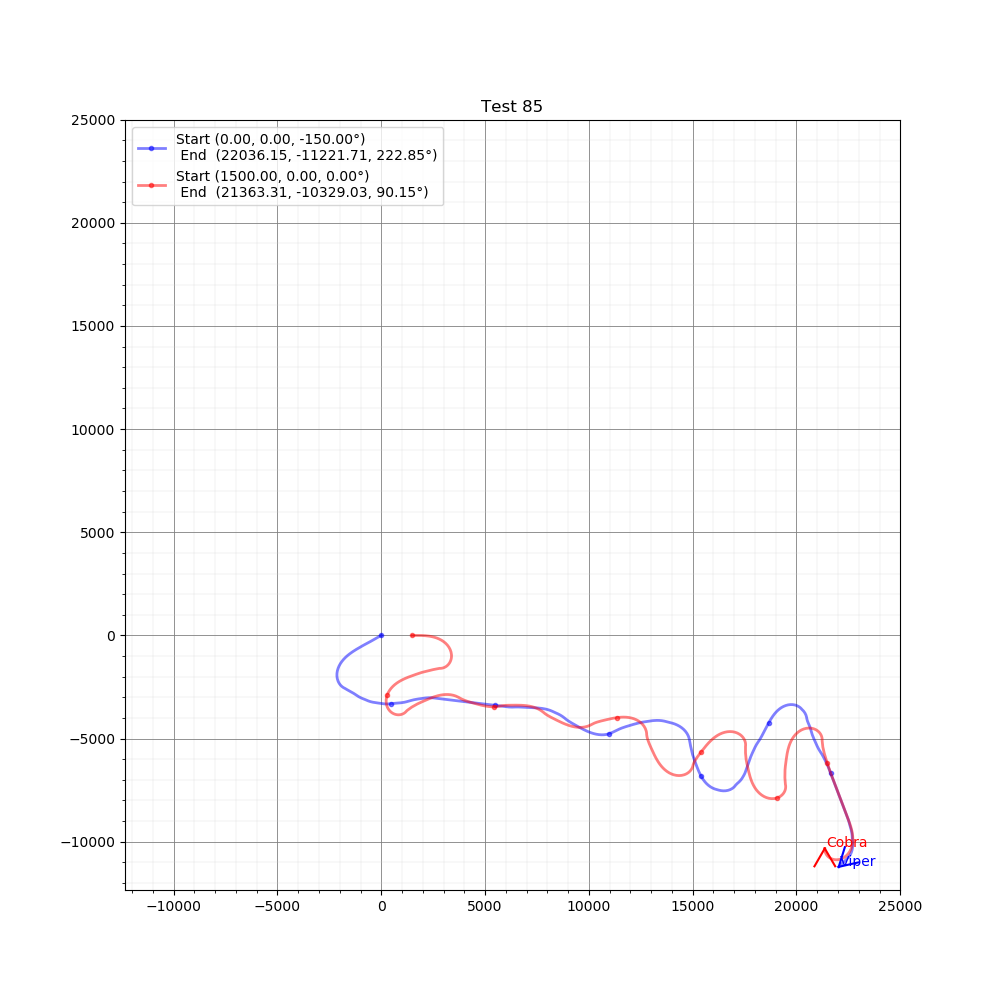 Test 85
25000
20000
15000
10000
5000
0
−5000
−10000
Start (0.00, 0.00, -150.00°)
End (22036.15, -11221.71, 222.85°)
Start (1500.00, 0.00, 0.00°)
End (21363.31, -10329.03, 90.15°)
Cobra
Viper
−10000 −5000 0 5000 10000 15000 20000 25000